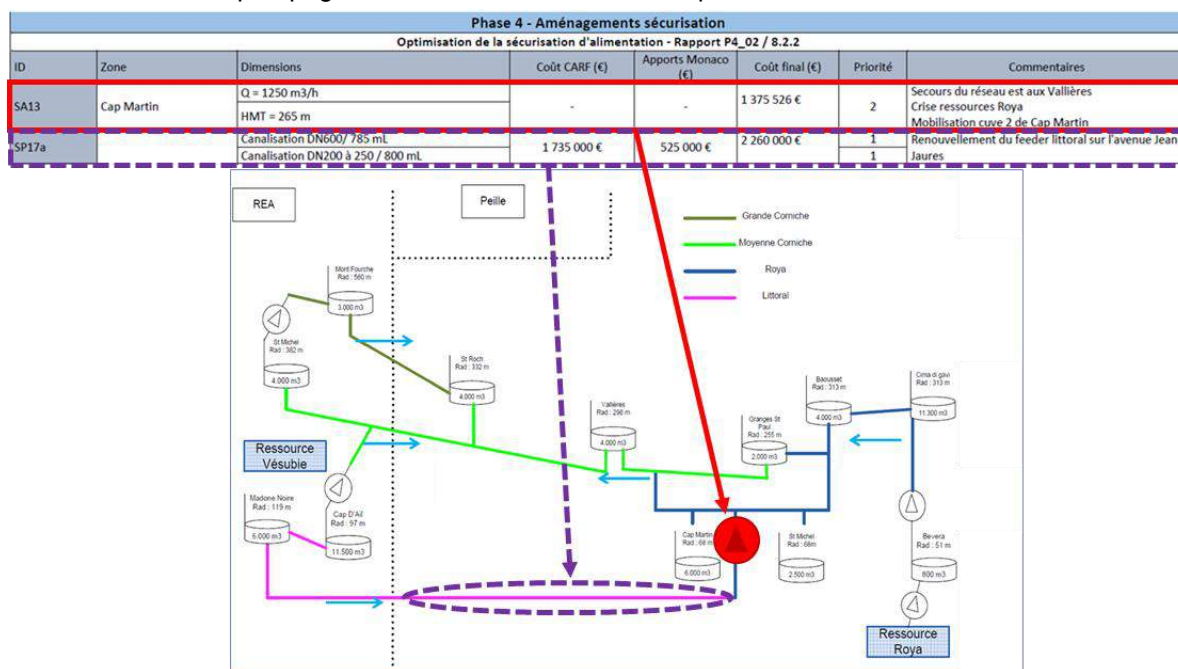 Phase 4 - Aménagements sécurisation
Optimisation de la sécurisation d'alimentation - Rapport P4_02 / 8.2.2
ID
Zone
Dimensions
Coût CARF (€)
Apports Monaco
(€)
Coût final (€)
Priorité
Commentaires
SA13
Cap Martin
Q = 1250 m3/h
HMT = 265 m
-
-
1 375 526 €
2
Secours du réseau est aux Vallières
Crise ressources Roya
Mobilisation cuve 2 de Cap Martin
SP17a
Canalisation DN600/ 785 mL
Canalisation DN200 à 250 / 800 mL
1 735 000 €
525 000 €
2 260 000 €
1
1
Renouvellement du feeder littoral sur l'avenue Jean
Jaures
REA
Peille
Grande Corniche
Moyenne Corniche
Roya
Littoral
Mont Fourche
Rad : 560 m
3.000 m3
St Michel
Rad : 382 m
4.000 m3
St Roch
Rad : 332 m
4.000 m3
Vallières
Rad : 296 m
4.000 m3
Granges St
Paul
Rad : 255 m
2.000 m3
Baousset
Rad : 313 m
4.000 m3
Rad : 313 m
11.300 m3
Ressource
Vésubie
Madone Noire
Rad : 119 m
6.000 m3
Cap D'Ail
Rad : 97 m
11.500 m3
Cap Martin
Rad : 66 m
6.000 m3
St Michel
Rad : 66m
2.500 m3
Bevera
Rad : 51 m
600 m3
Ressource
Roya